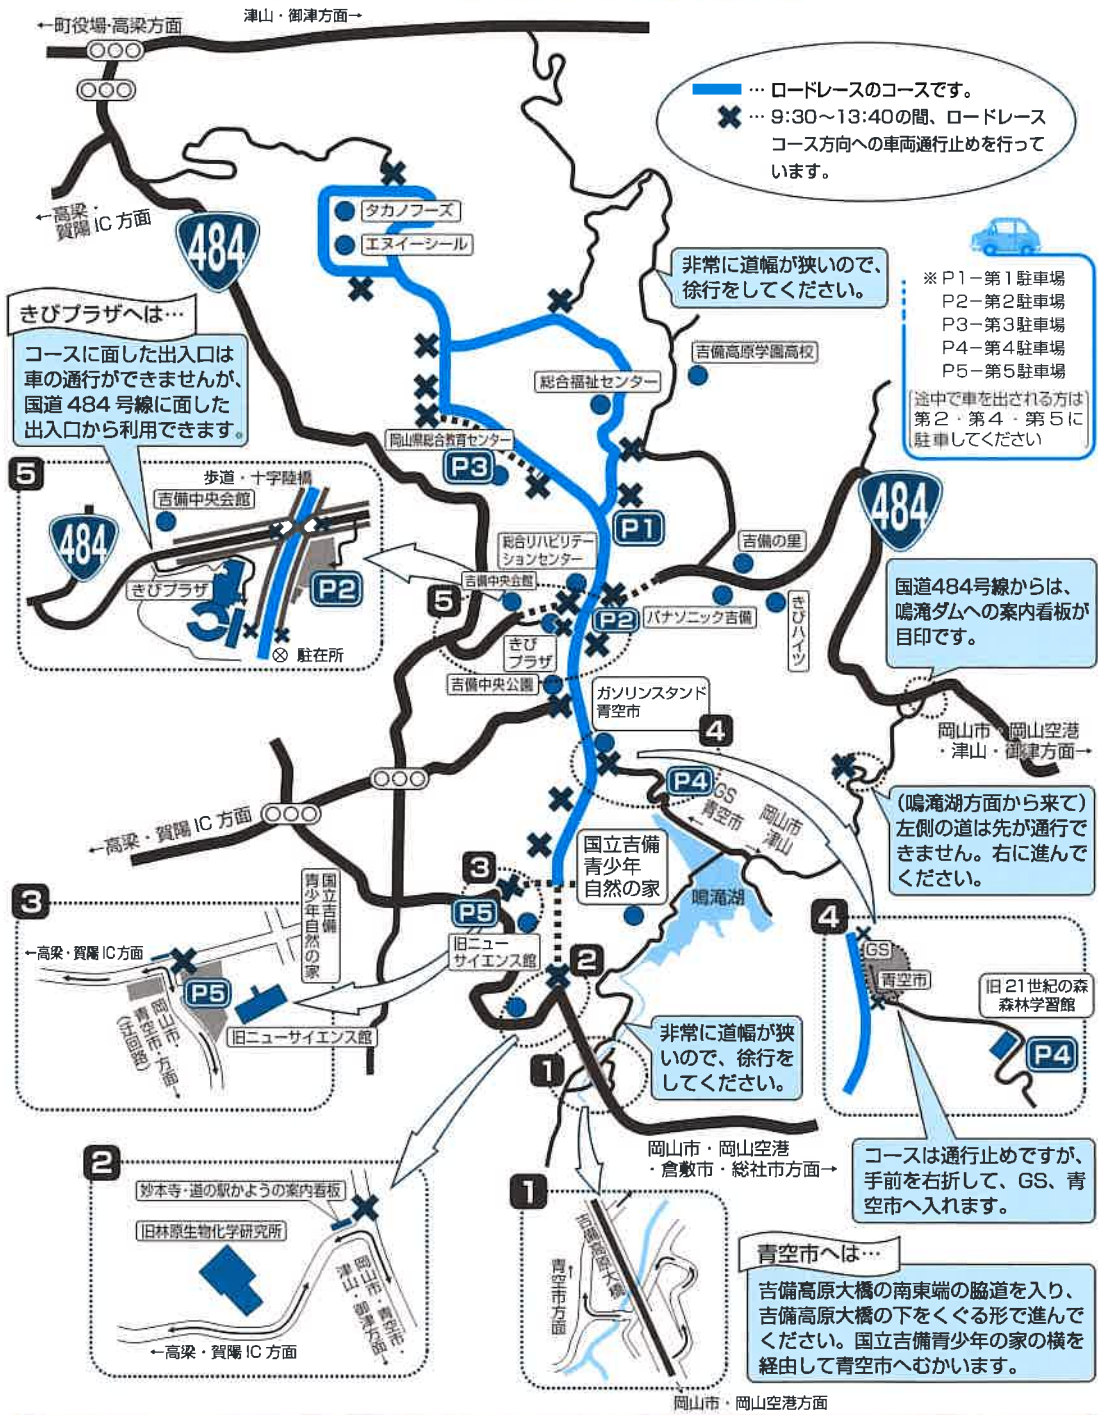 ←町役場・高梁方面
津山・御津方面→
… ロードレースのコースです。
… 9:30～13:40の間、ロードレース
コース方向への車両通行止めを行って
います。
←高梁・
賀陽IC方面
484
タカノフーズ
エヌイーシール
非常に道幅が狭いので、
徐行をしてください。
※P1－第1駐車場
P2－第2駐車場
P3－第3駐車場
P4－第4駐車場
P5－第5駐車場
途中で車を出される方は
第2・第4・第5に
駐車してください
きびプラザへは…
コースに面した出入口は
車の通行ができませんが、
国道484号線に面した
出入口から利用できます。
吉備高原学園高校
総合福祉センター
岡山県総合教育センター
P3
P1
484
5
歩道・十字陸橋
吉備中央会館
484
きびプラザ
P2
⊗ 駐在所
総合リハビリテー
ションセンター
吉備中央会館
5
きび
プラザ
P2
パナソニック吉備
吉備の里
きびハイツ
吉備中央公園
国道484号線からは、
鳴滝ダムへの案内看板が
目印です。
ガソリンスタンド
青空市
4
P4
GS
青空市
岡山市
津山
岡山市・岡山空港
・津山・御津方面→
(鳴滝湖方面から来て)
左側の道は先が通行で
きません。右に進んで
ください。
←高梁・賀陽IC方面
国立吉備
青少年
自然の家
鳴滝湖
3
P5
旧ニュー
サイエンス館
2
3
←高梁・賀陽IC方面
国立吉備
青少年自然の家
P5
岡山市・
青空市方面→
(迂回路)
旧ニューサイエンス館
4
GS
青空市
旧21世紀の森
森林学習館
P4
非常に道幅が狭
いので、徐行を
してください。
1
岡山市・岡山空港
・倉敷市・総社市方面→
コースは通行止めですが、
手前を右折して、GS、青
空市へ入れます。
2
妙本寺・道の駅かようの案内看板
旧林原生物化学研究所
岡山市・青空市
津山・御津方面→
←高梁・賀陽IC方面
1
吉備高原大橋
青空市方面
岡山市・岡山空港方面
青空市へは…
吉備高原大橋の南東端の脇道を入り、
吉備高原大橋の下をくぐる形で進んで
ください。国立吉備青少年の家の横を
経由して青空市へむかいます。